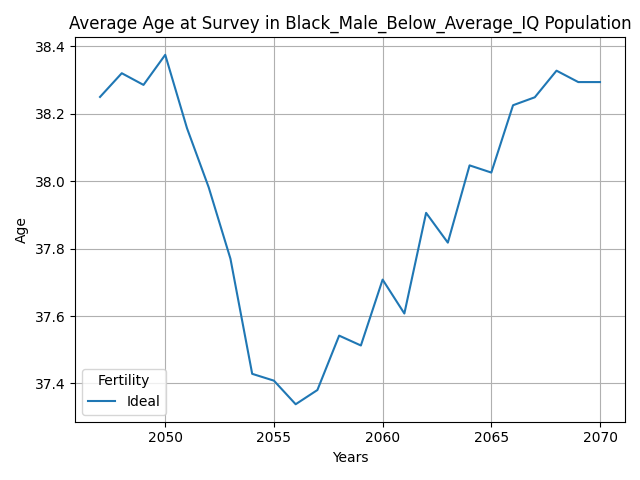 Average Age at Survey in Black_Male_Below_Average_IQ Population
38.4
38.2
38.0
37.8
37.6
37.4
Age
Fertility
Ideal
2050 2055 2060 2065 2070
Years